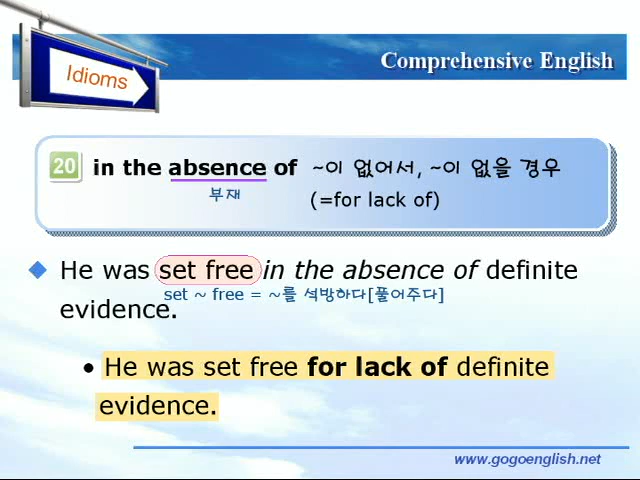 Idioms
Comprehensive English
20 in the absence of ~이 없어서, ~이 없을 경우
부재
(=for lack of)
He was set free in the absence of definite
set ~ free = ~를 석방하다[풀어주다]
evidence.
• He was set free for lack of definite
evidence.
www.gogoenglish.net